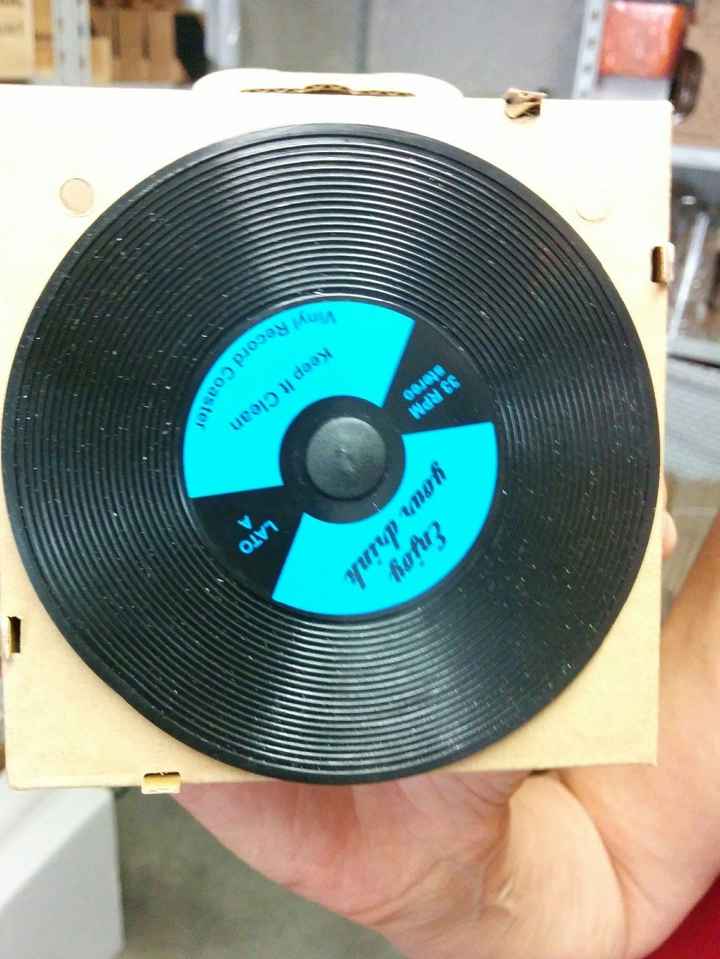 Vinyl Record Coaster
Keep It Clean
33 RPM
stereo
Enjoy
your drink
LATO
A